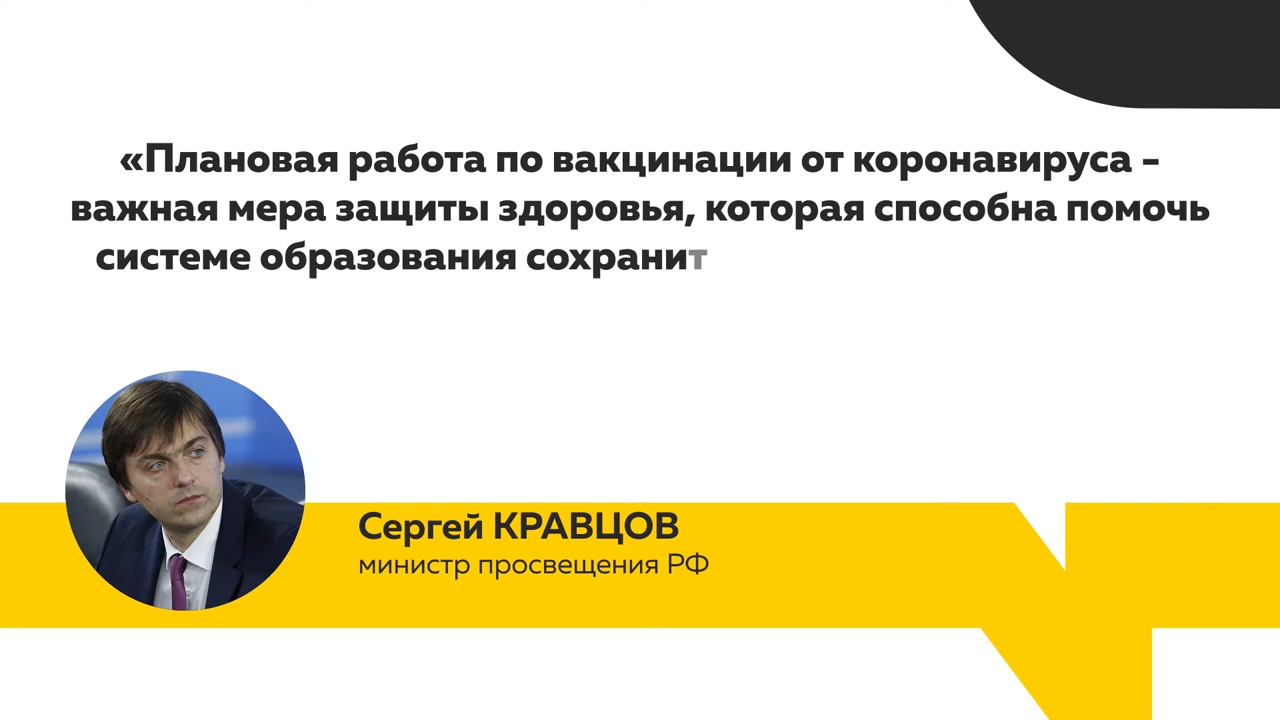 «Плановая работа по вакцинации от коронавируса –
важная мера защиты здоровья, которая способна помочь
системе образования сохранит
Сергей КРАВЦОВ
министр просвещения РФ